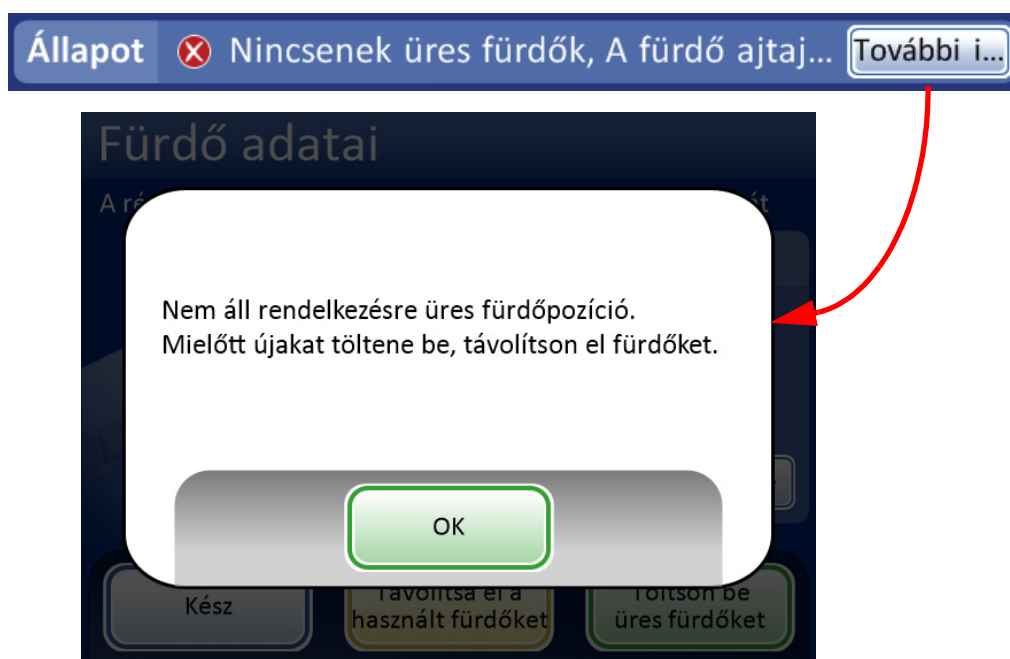 Állapot Nincsenek üres fürdők, A fürdő ajtaj... További i...
Fürdő adatai
Nem áll rendelkezésre üres fürdőpozíció.
Mielőtt újakat töltene be, távolítson el fürdőket.
OK
Kész
Távolítsa el a
használt fürdőket
Töltsön be
üres fürdőket